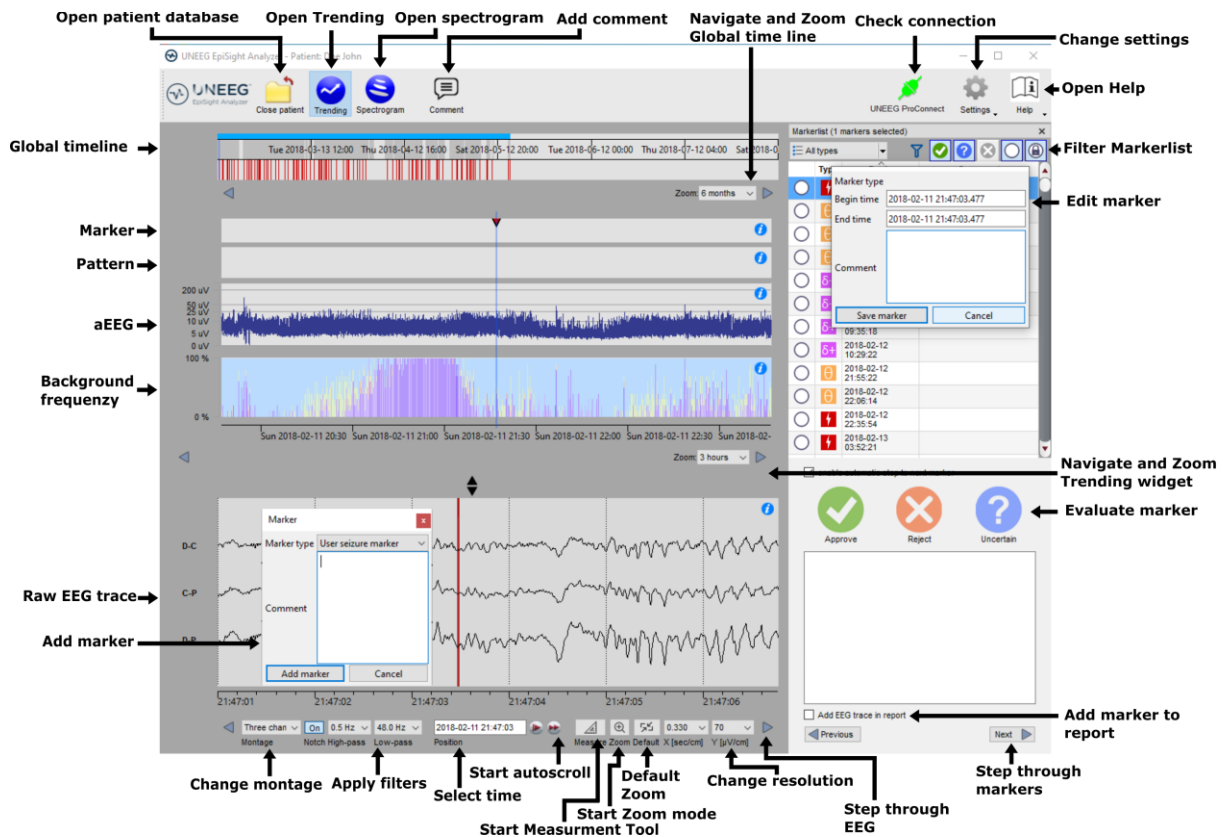 Open patient database
Open Trending
Open spectrogram
Add comment
Navigate and Zoom
Global time line
Check connection
Change settings
UNEEG EpiSight Analyzer - Patient: Doe John
UNEEG
EpiSight Analyzer
Close patient
Trending
Spectrogram
Comment
UNEEG ProConnect
Settings
Help
Open Help
Global timeline
Tue 2018-03-13 12:00 Thu 2018-04-12 16:00 Sat 2018-05-12 20:00 Tue 2018-06-12 00:00 Thu 2018-07-12 04:00 Sat 2018-0
Zoom: 6 months
Markerlist (1 markers selected)
All types
Filter Markerlist
Marker type
Begin time 2018-02-11 21:47:03.477
End time 2018-02-11 21:47:03.477
Comment
Save marker Cancel
Edit marker
Marker
Pattern
200 uV
50 uV
25 uV
10 uV
5 uV
0 uV
aEEG
100 %
0 %
Background
frequenzy
Sun 2018-02-11 20:30 Sun 2018-02-11 21:00 Sun 2018-02-11 21:30 Sun 2018-02-11 22:00 Sun 2018-02-11 22:30 Sun 2018-02-
Zoom: 3 hours
09:35:18
δ+ 2018-02-12
10:29:22
θ 2018-02-12
21:55:22
θ 2018-02-12
22:06:14
2018-02-12
22:35:54
2018-02-13
03:52:21
Navigate and Zoom
Trending widget
Approve
Reject
Uncertain
Evaluate marker
D-C
C-P
Raw EEG trace
Add marker
Marker x
Marker type User seizure marker
Comment
Add marker Cancel
21:47:01 21:47:02 21:47:03 21:47:04 21:47:05 21:47:06
Three chan On 0.5 Hz 48.0 Hz 2018-02-11 21:47:03 0.330 70
Montage Notch High-pass Low-pass Position Measure Zoom Default X [sec/cm] Y [µV/cm]
Add EEG trace in report
Previous Next
Add marker to
report
Change montage
Apply filters
Select time
Start autoscroll
Start Measurment Tool
Start Zoom mode
Default
Zoom
Change resolution
Step through
EEG
Step through
markers